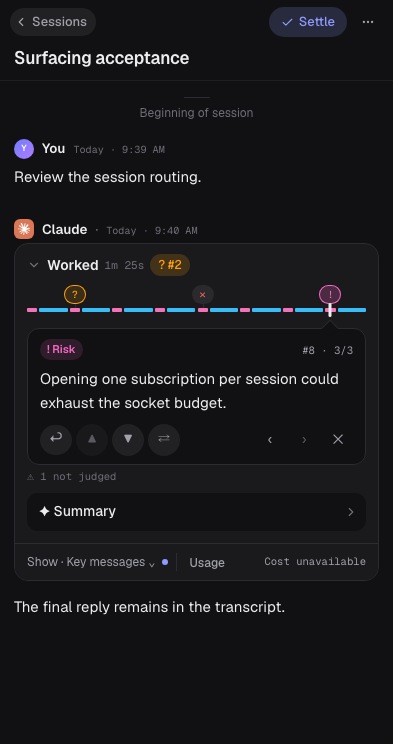 Sessions
Settle
Surfacing acceptance
Beginning of session
Y You Today · 9:39 AM
Review the session routing.
Claude · Today · 9:40 AM
Worked 1m 25s ? #2
? × !
! Risk #8 · 3/3
Opening one subscription per session could
exhaust the socket budget.
⚠ 1 not judged
Summary
Show · Key messages Usage Cost unavailable
The final reply remains in the transcript.